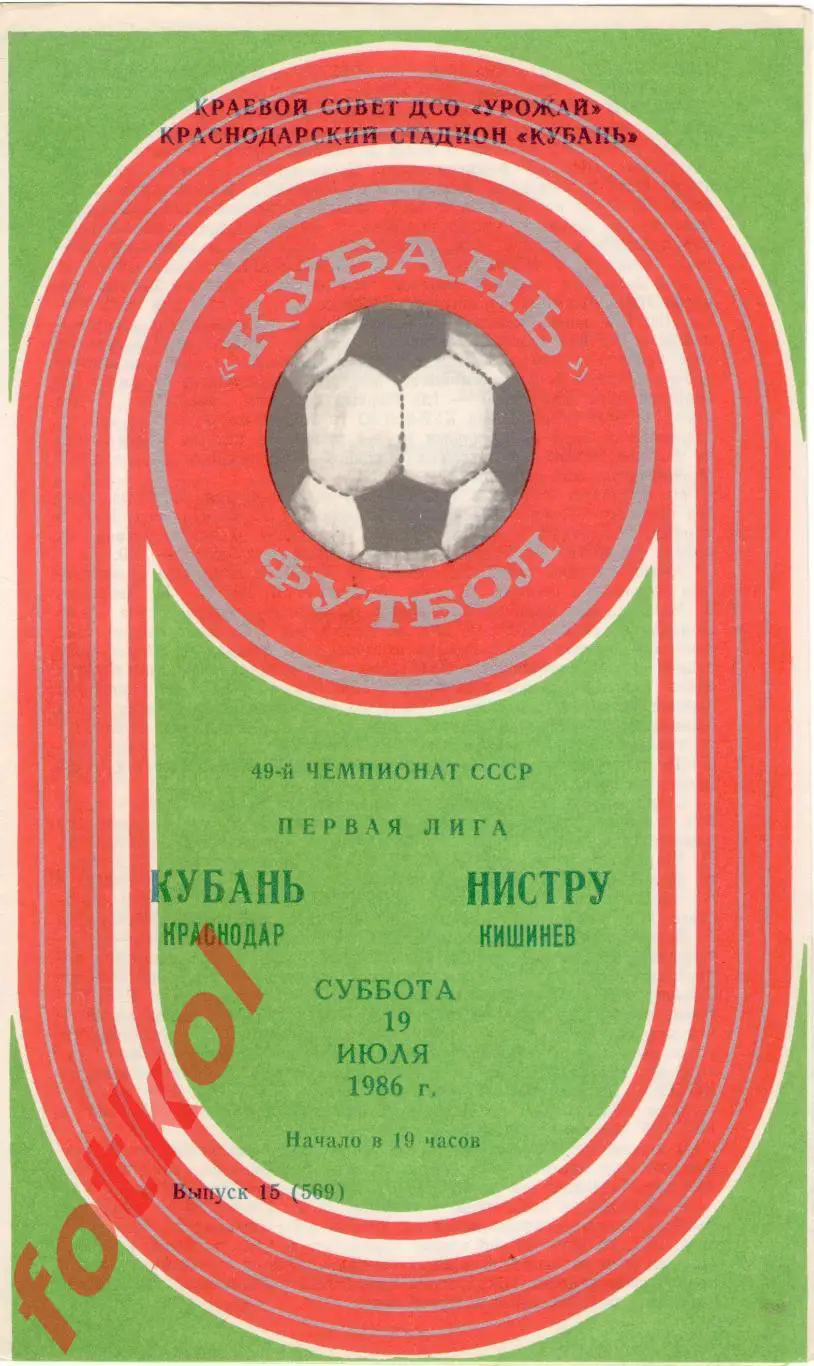 КРАЕВОЙ СОВЕТ ДСО «УРОЖАЙ»
КРАСНОДАРСКИЙ СТАДИОН «КУБАНЬ»
«КУБАНЬ»
ФУТБОЛ
49-й ЧЕМПИОНАТ СССР
ПЕРВАЯ ЛИГА
КУБАНЬ НИСТРУ
КРАСНОДАР КИШИНЕВ
СУББОТА
19
ИЮЛЯ
1986 г.
Начало в 19 часов
Выпуск 15 (569)
fotkol